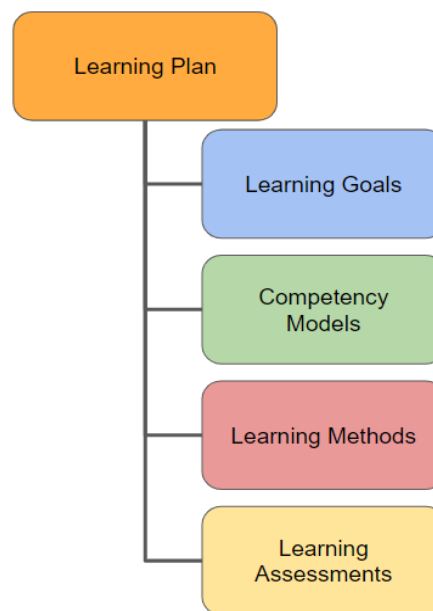 Learning Plan
Learning Goals
Competency
Models
Learning Methods
Learning
Assessments